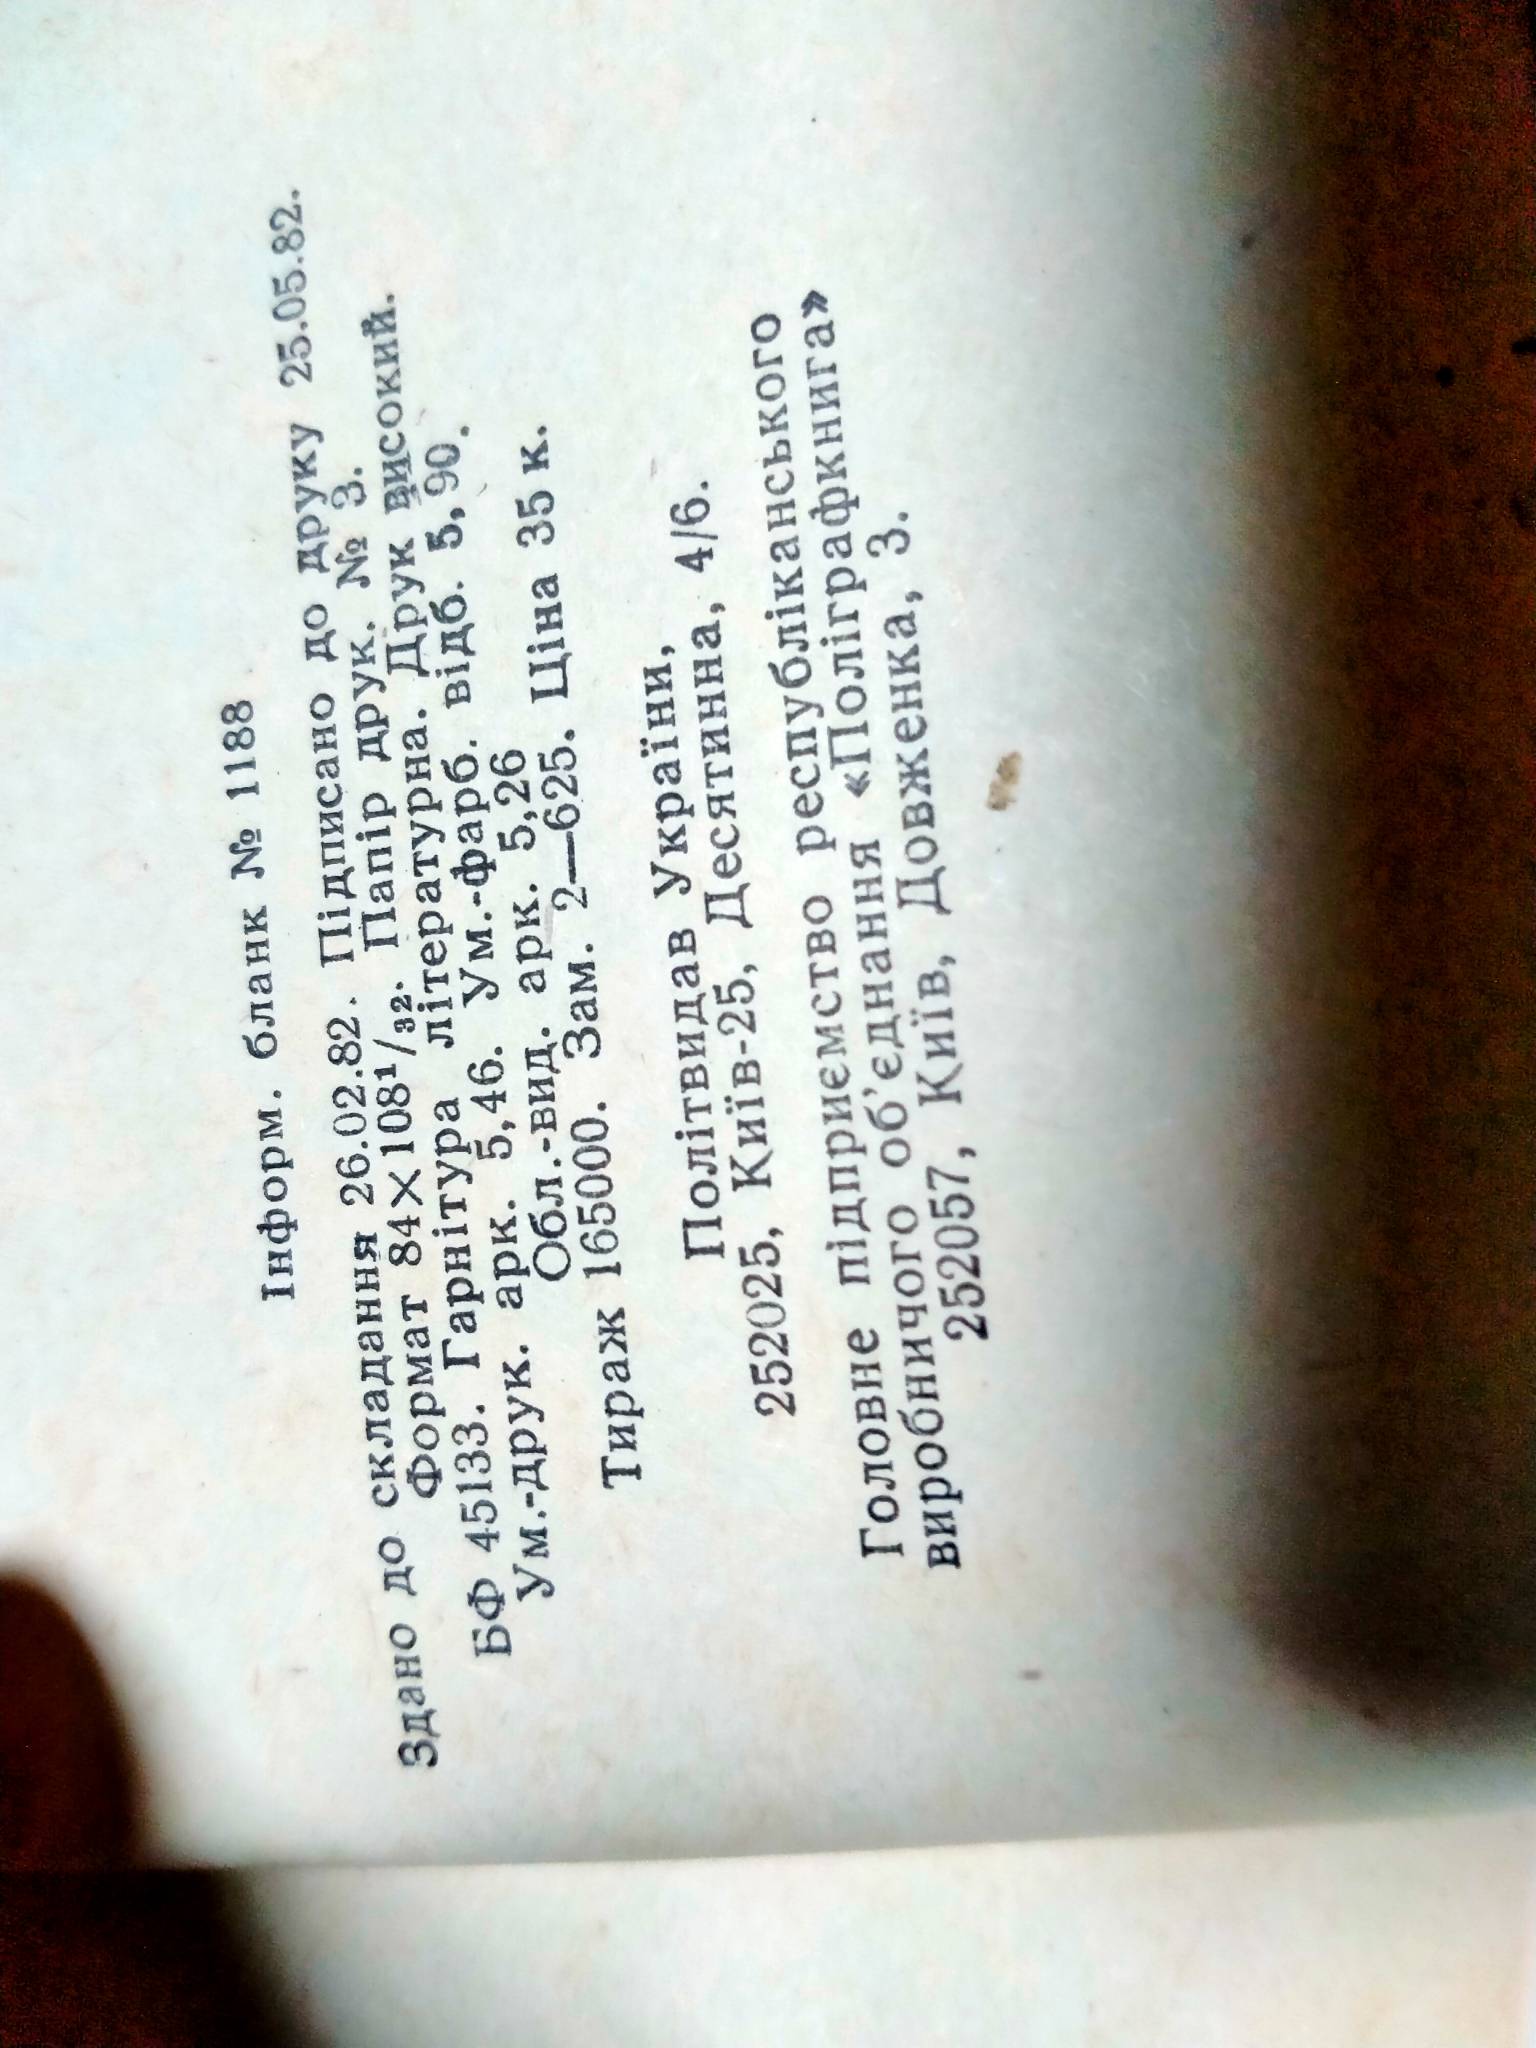 Інформ. бланк № 1188
Здано до складання 26.02.82. Підписано до друку 25.05.82.
Формат 84×108¹/₃₂. Папір друк. № 3.
БФ 45133. Гарнітура літературна. Друк високий.
Ум.-друк. арк. 5,46. Ум.-фарб. відб. 5,90.
Обл.-вид. арк. 5,26
Тираж 165000. Зам. 2—625. Ціна 35 к.
Політвидав України,
252025, Київ-25, Десятинна, 4/6.
Головне підприємство республіканського
виробничого об'єднання «Поліграфкнига»
252057, Київ, Довженка, 3.